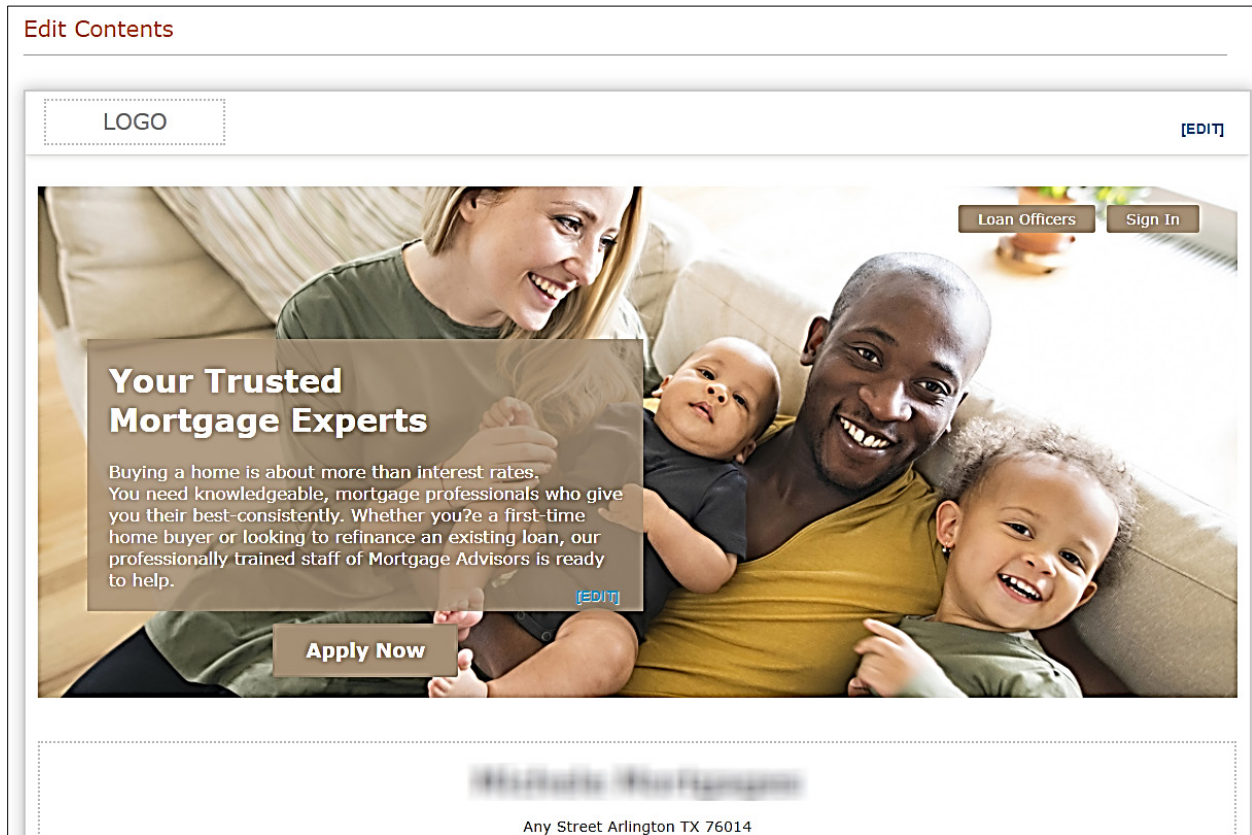 Edit Contents
LOGO
[EDIT]
Loan Officers
Sign In
Your Trusted
Mortgage Experts
Buying a home is about more than interest rates.
You need knowledgeable, mortgage professionals who give
you their best-consistently. Whether you?e a first-time
home buyer or looking to refinance an existing loan, our
professionally trained staff of Mortgage Advisors is ready
to help.
[EDIT]
Apply Now
Any Street Arlington TX 76014